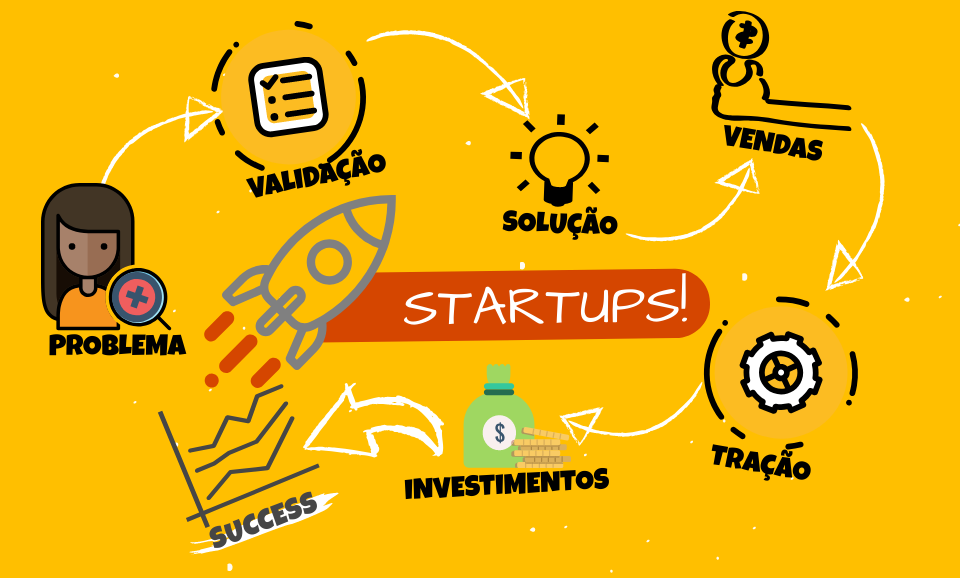 PROBLEMA
VALIDAÇÃO
SOLUÇÃO
VENDAS
STARTUPS!
TRAÇÃO
$
INVESTIMENTOS
SUCCESS